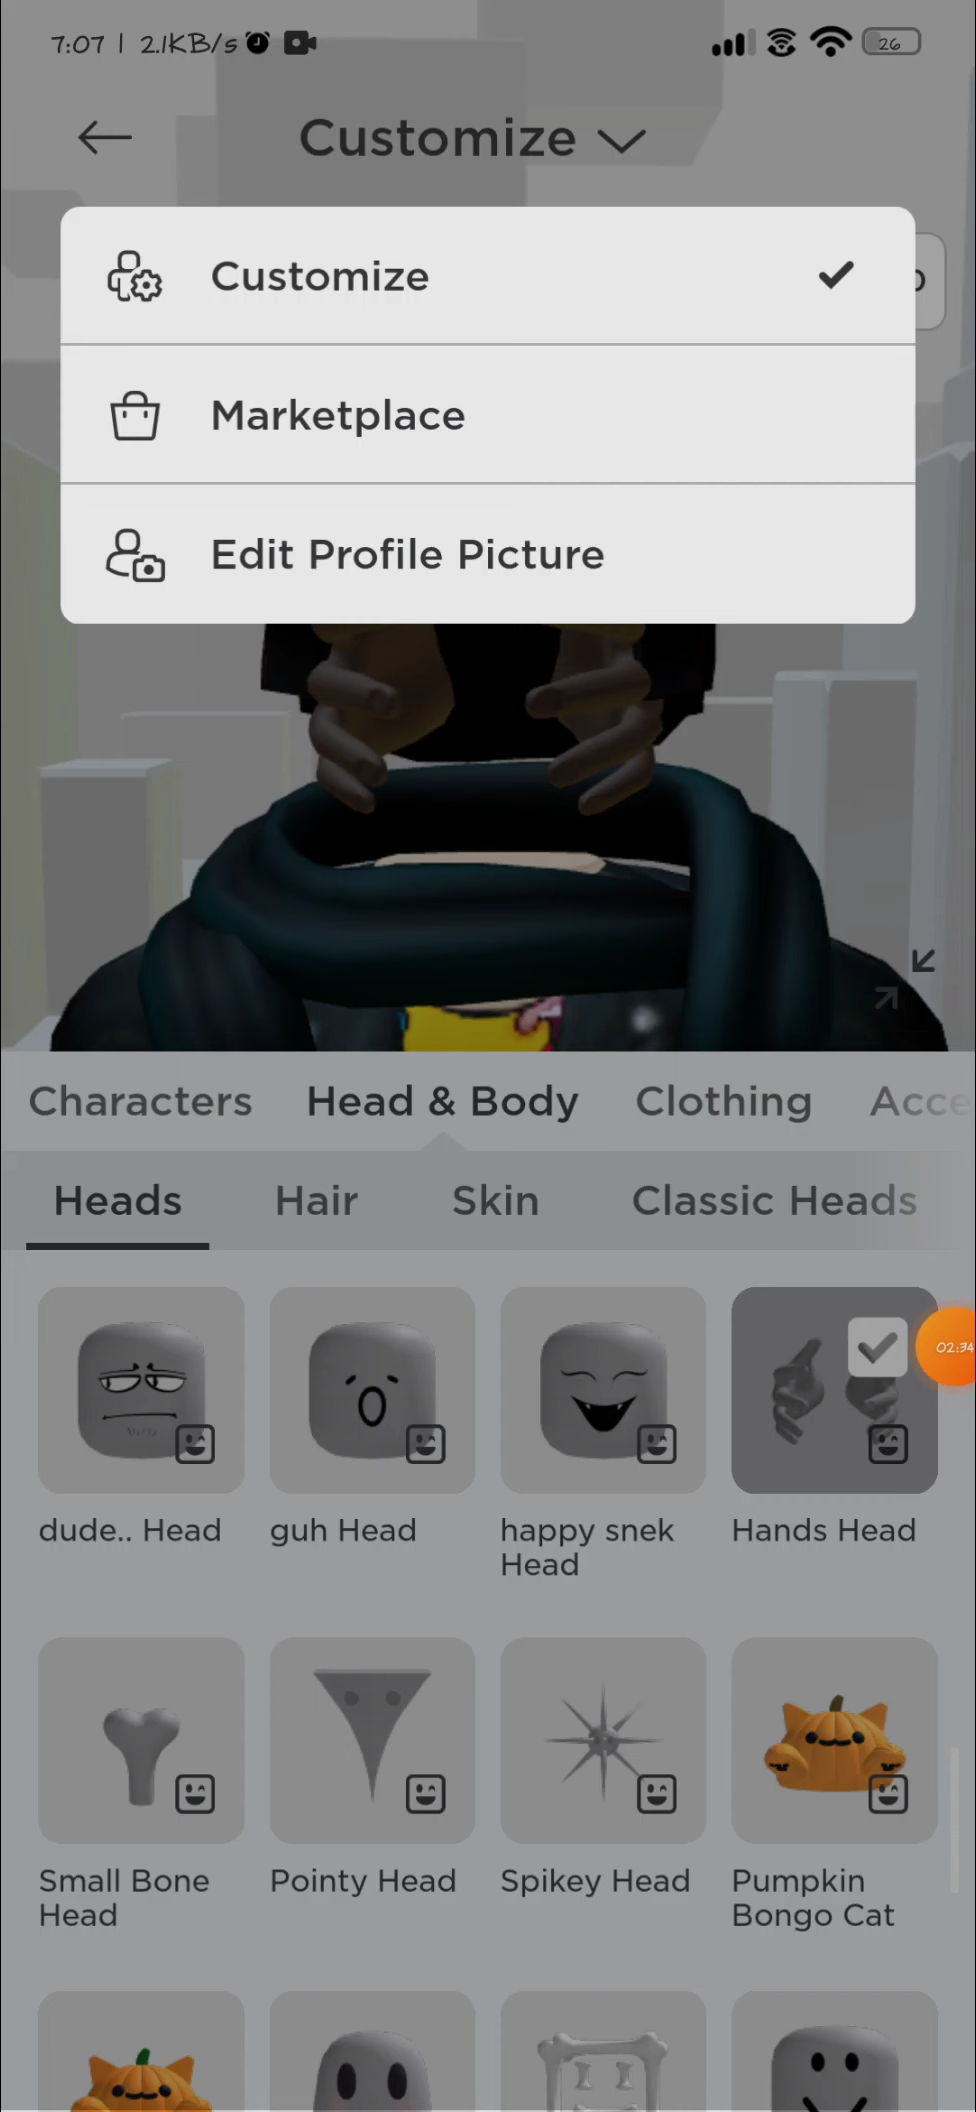 7:07 | 2.1KB/s
26
Customize
Customize
Marketplace
Edit Profile Picture
Characters Head & Body Clothing Acce
Heads Hair Skin Classic Heads
02:34
dude.. Head
guh Head
happy snek
Head
Hands Head
Small Bone
Head
Pointy Head
Spikey Head
Pumpkin
Bongo Cat